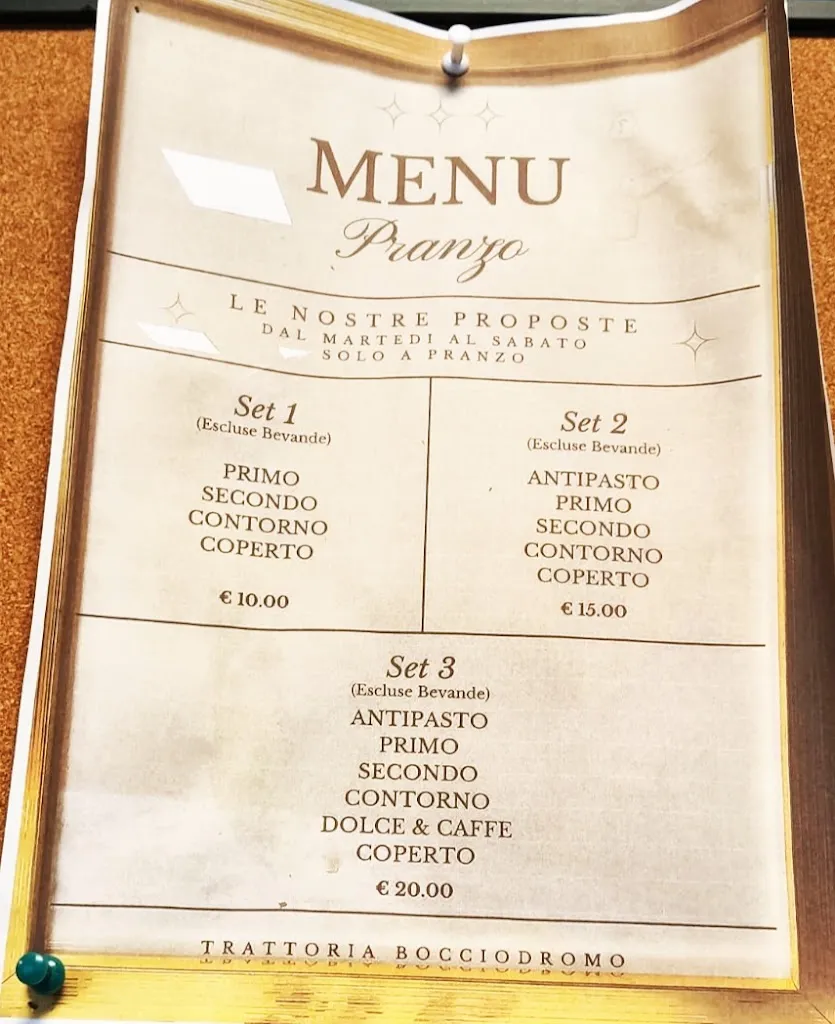 MENU
Pranzo
LE NOSTRE PROPOSTE
DAL MARTEDI AL SABATO
SOLO A PRANZO
Set 1
(Escluse Bevande)
PRIMO
SECONDO
CONTORNO
COPERTO
€ 10.00
Set 2
(Escluse Bevande)
ANTIPASTO
PRIMO
SECONDO
CONTORNO
COPERTO
€ 15.00
Set 3
(Escluse Bevande)
ANTIPASTO
PRIMO
SECONDO
CONTORNO
DOLCE & CAFFE
COPERTO
€ 20.00
TRATTORIA BOCCIODROMO